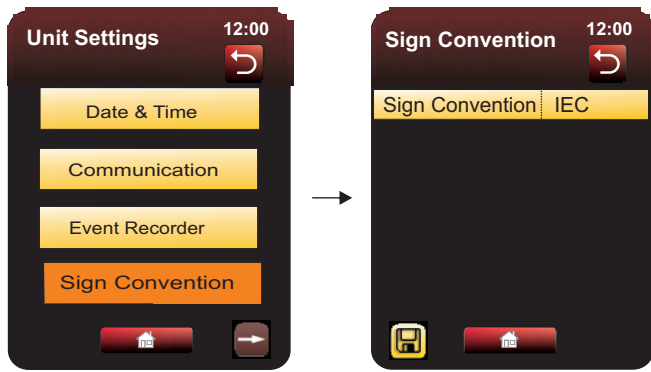 Unit Settings
12:00
Date & Time
Communication
Event Recorder
Sign Convention
Sign Convention
12:00
Sign Convention IEC